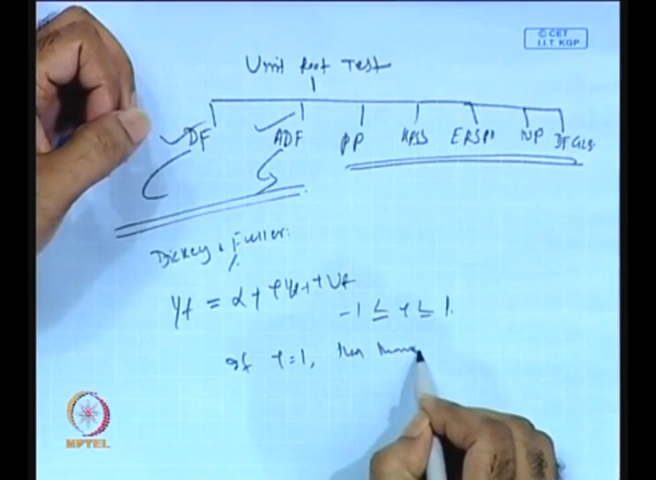 © CET
I.I.T. KGP
Unit Root Test
DF ADF PP KPSS ERSPO NP DFGLS
Dickey & Fuller:
Yt = α + ρYt-1 + Ut
-1 ≤ ρ ≤ 1.
If ρ=1, then
NPTEL